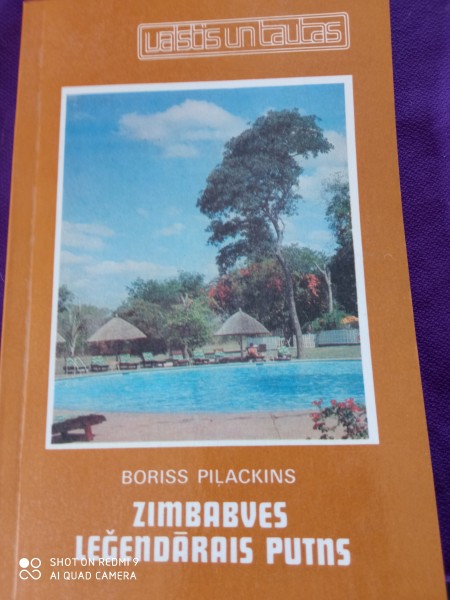 valstis un tautas
BORISS PIĻACKINS
ZIMBABVES
LEĢENDĀRAIS PUTNS
SHOT ON REDMI 9
AI QUAD CAMERA